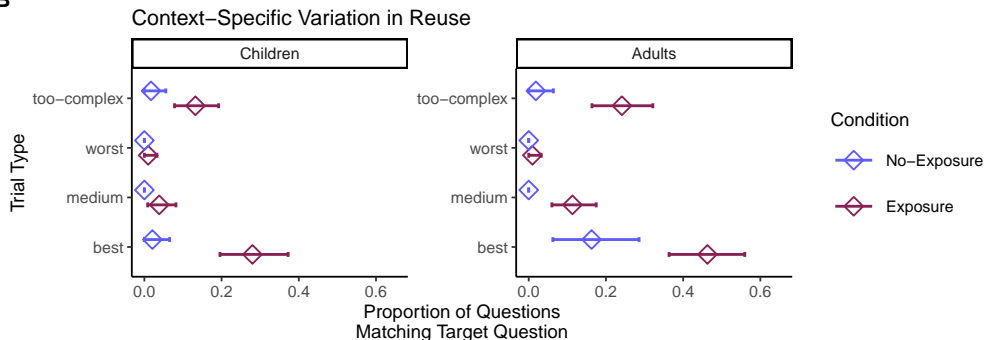 Context−Specific Variation in Reuse
Children
Adults
Trial Type
too−complex
worst
medium
best
too−complex
worst
medium
best
0.0 0.2 0.4 0.6
0.0 0.2 0.4 0.6
Proportion of Questions
Matching Target Question
Condition
No−Exposure
Exposure